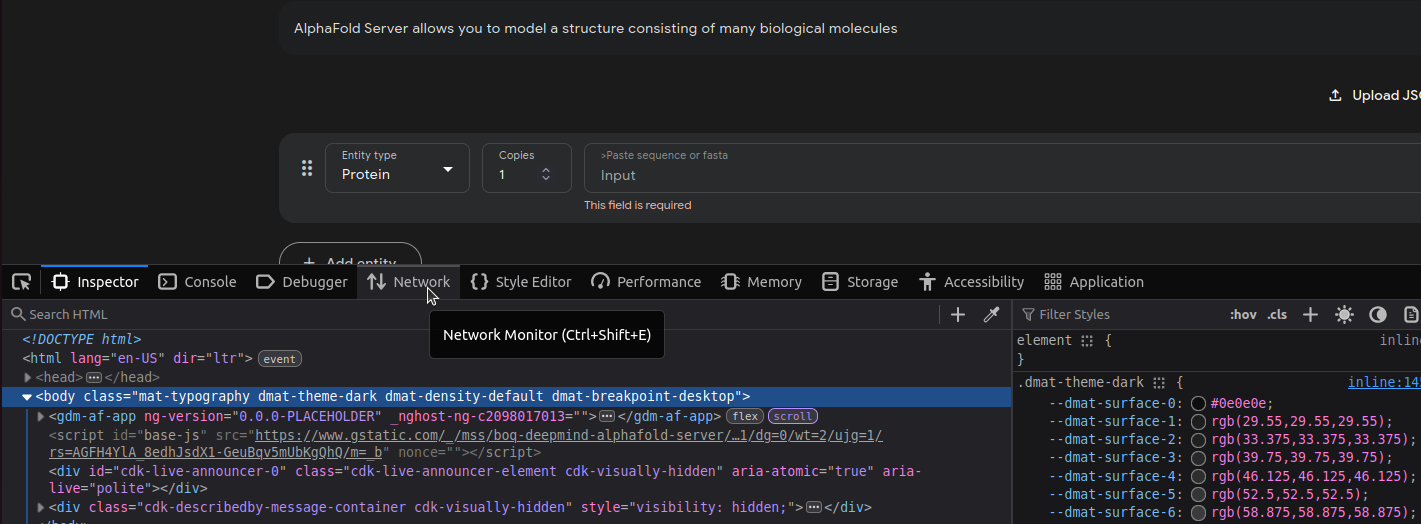 AlphaFold Server allows you to model a structure consisting of many biological molecules
Upload JSO
Entity type
Protein
Copies
1
>Paste sequence or fasta
Input
This field is required
+ Add entity
Inspector Console Debugger Network Style Editor Performance Memory Storage Accessibility Application
Search HTML
Network Monitor (Ctrl+Shift+E)
<!DOCTYPE html>
<html lang="en-US" dir="ltr"> event
<head> ••• </head>
<body class="mat-typography dmat-theme-dark dmat-density-default dmat-breakpoint-desktop">
<gdm-af-app ng-version="0.0.0-PLACEHOLDER" _nghost-ng-c2098017013=""> ••• </gdm-af-app> flex scroll
<script id="base-js" src="https://www.gstatic.com/_/mss/boq-deepmind-alphafold-server/…1/dg=0/wt=2/ujg=1/
rs=AGFH4YlA_8edhJsdX1-GeuBqv5mUbKgQhQ/m=_b" nonce=""></script>
<div id="cdk-live-announcer-0" class="cdk-live-announcer-element cdk-visually-hidden" aria-atomic="true" aria-
live="polite"></div>
<div class="cdk-describedby-message-container cdk-visually-hidden" style="visibility: hidden;"> ••• </div>
Filter Styles :hov .cls +
element { inline
}
.dmat-theme-dark { inline:145
--dmat-surface-0: #0e0e0e;
--dmat-surface-1: rgb(29.55,29.55,29.55);
--dmat-surface-2: rgb(33.375,33.375,33.375);
--dmat-surface-3: rgb(39.75,39.75,39.75);
--dmat-surface-4: rgb(46.125,46.125,46.125);
--dmat-surface-5: rgb(52.5,52.5,52.5);
--dmat-surface-6: rgb(58.875,58.875,58.875);